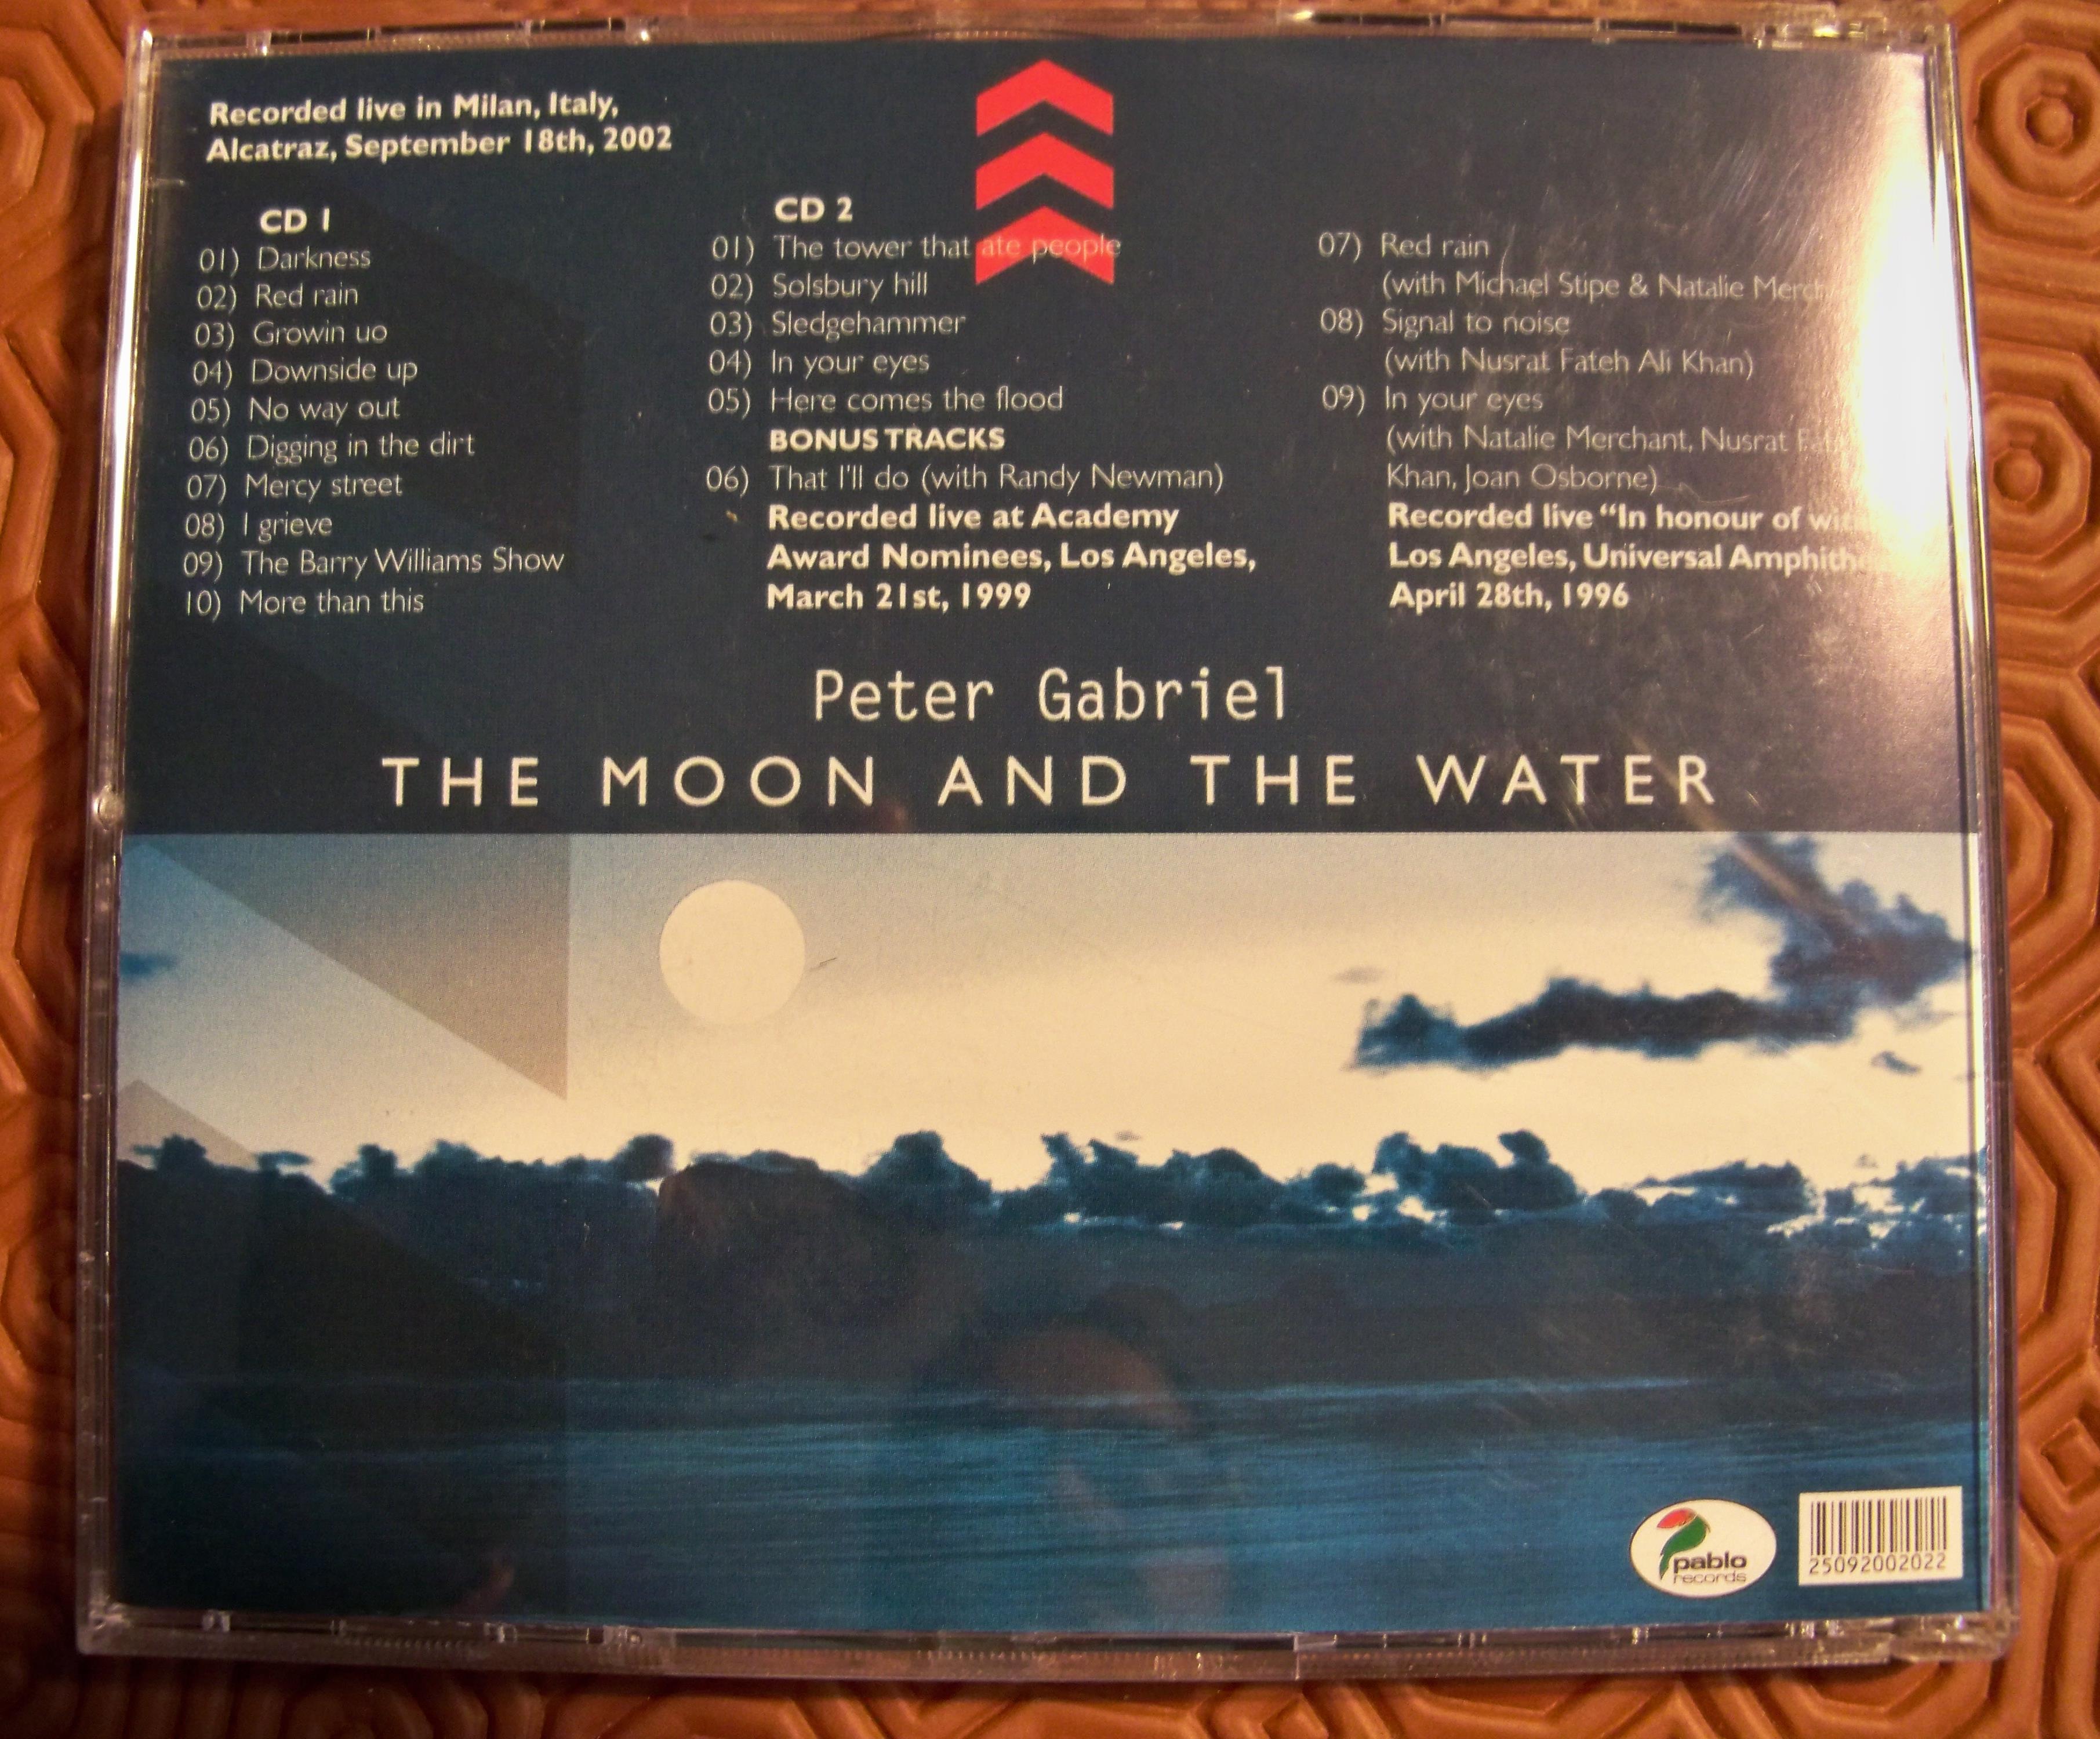 Recorded live in Milan, Italy,
Alcatraz, September 18th, 2002
CD 1
01) Darkness
02) Red rain
03) Growin uo
04) Downside up
05) No way out
06) Digging in the dirt
07) Mercy street
08) I grieve
09) The Barry Williams Show
10) More than this
CD 2
01) The tower that ate people
02) Solsbury hill
03) Sledgehammer
04) In your eyes
05) Here comes the flood
BONUS TRACKS
06) That I'll do (with Randy Newman)
Recorded live at Academy
Award Nominees, Los Angeles,
March 21st, 1999
07) Red rain
(with Michael Stipe & Natalie
08) Signal to noise
(with Nusrat Fateh Ali Khan)
09) In your eyes
(with Natalie Merchant, Nusrat
Khan, Joan Osborne)
Recorded live "In honour of
Los Angeles, Universal
April 28th, 1996
Peter Gabriel
THE MOON AND THE WATER
pablo
records
25092002022